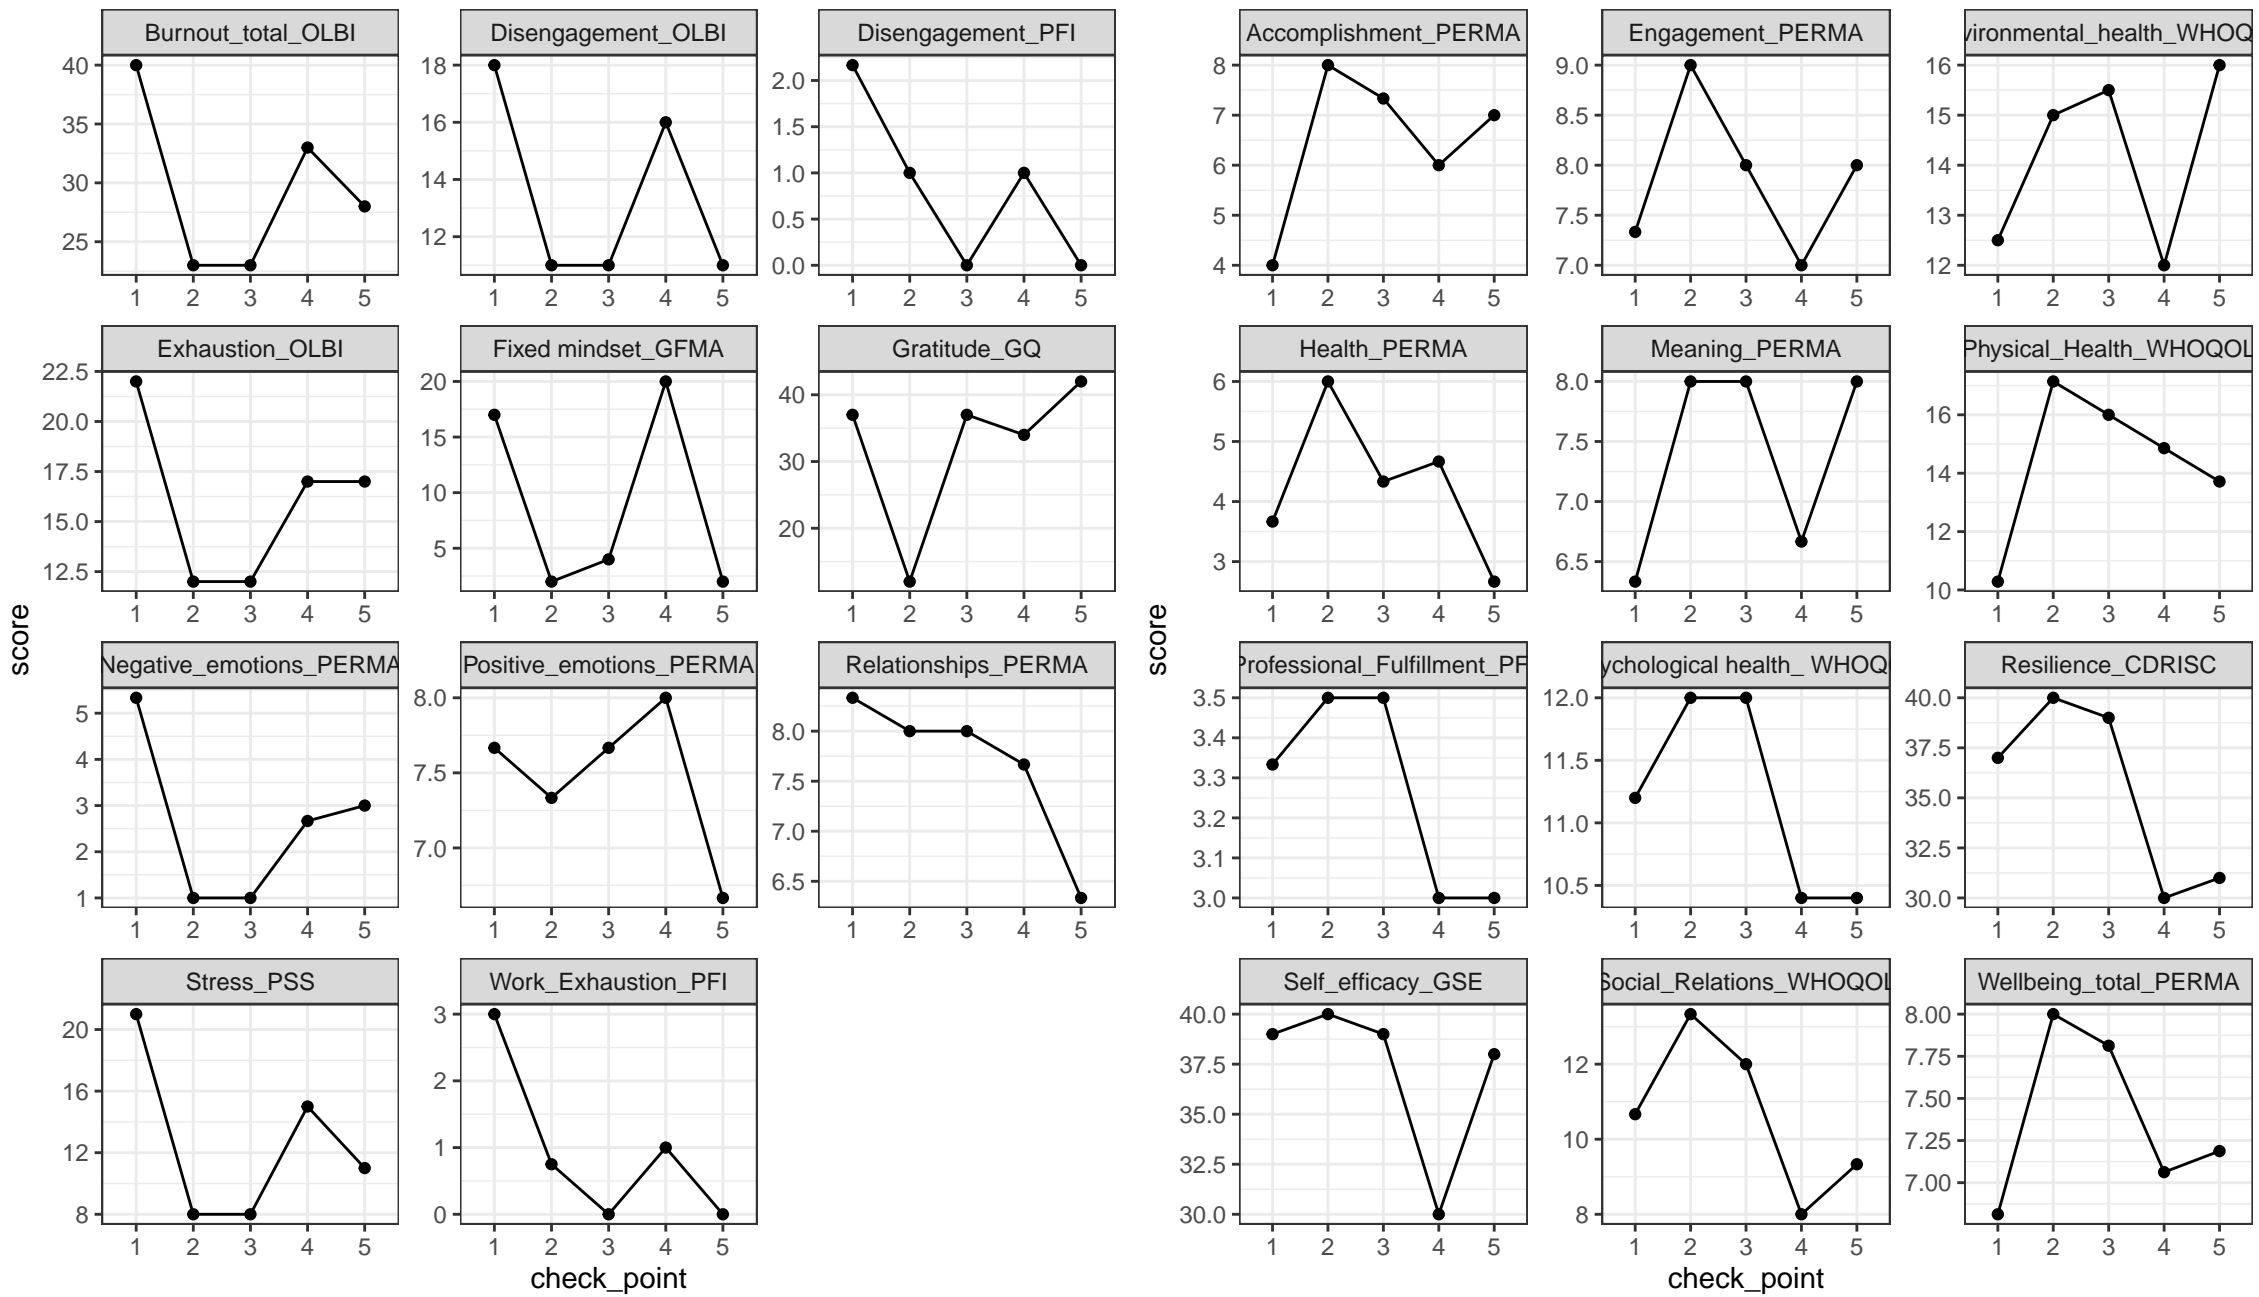 Burnout_total_OLBI
40
35
30
25
1 2 3 4 5
Disengagement_OLBI
18
16
14
12
1 2 3 4 5
Disengagement_PFI
2.0
1.5
1.0
0.5
0.0
1 2 3 4 5
Exhaustion_OLBI
22.5
20.0
17.5
15.0
12.5
1 2 3 4 5
Fixed mindset_GFMA
20
15
10
5
1 2 3 4 5
Gratitude_GQ
40
30
20
1 2 3 4 5
score
Negative_emotions_PERMA
5
4
3
2
1
1 2 3 4 5
Positive_emotions_PERMA
8.0
7.5
7.0
1 2 3 4 5
Relationships_PERMA
8.0
7.5
7.0
6.5
1 2 3 4 5
Stress_PSS
20
16
12
8
1 2 3 4 5
Work_Exhaustion_PFI
3
2
1
0
1 2 3 4 5
check_point
Accomplishment_PERMA
8
7
6
5
4
1 2 3 4 5
Engagement_PERMA
9.0
8.5
8.0
7.5
7.0
1 2 3 4 5
vironmental_health_WHOQ
16
15
14
13
12
1 2 3 4 5
Health_PERMA
6
5
4
3
1 2 3 4 5
Meaning_PERMA
8.0
7.5
7.0
6.5
1 2 3 4 5
Physical_Health_WHOQOL
16
14
12
10
1 2 3 4 5
score
Professional_Fulfillment_PF
3.5
3.4
3.3
3.2
3.1
3.0
1 2 3 4 5
ychological health_ WHOQ
12.0
11.5
11.0
10.5
1 2 3 4 5
Resilience_CDRISC
40.0
37.5
35.0
32.5
30.0
1 2 3 4 5
Self_efficacy_GSE
40.0
37.5
35.0
32.5
30.0
1 2 3 4 5
Social_Relations_WHOQOL
12
10
8
1 2 3 4 5
Wellbeing_total_PERMA
8.00
7.75
7.50
7.25
7.00
1 2 3 4 5
check_point